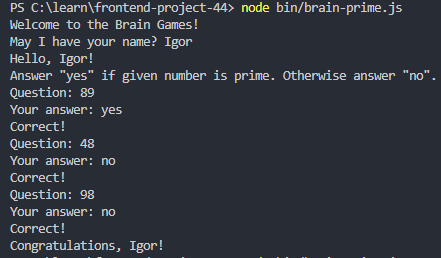 PS C:\learn\frontend-project-44> node bin/brain-prime.js
Welcome to the Brain Games!
May I have your name? Igor
Hello, Igor!
Answer "yes" if given number is prime. Otherwise answer "no".
Question: 89
Your answer: yes
Correct!
Question: 48
Your answer: no
Correct!
Question: 98
Your answer: no
Correct!
Congratulations, Igor!